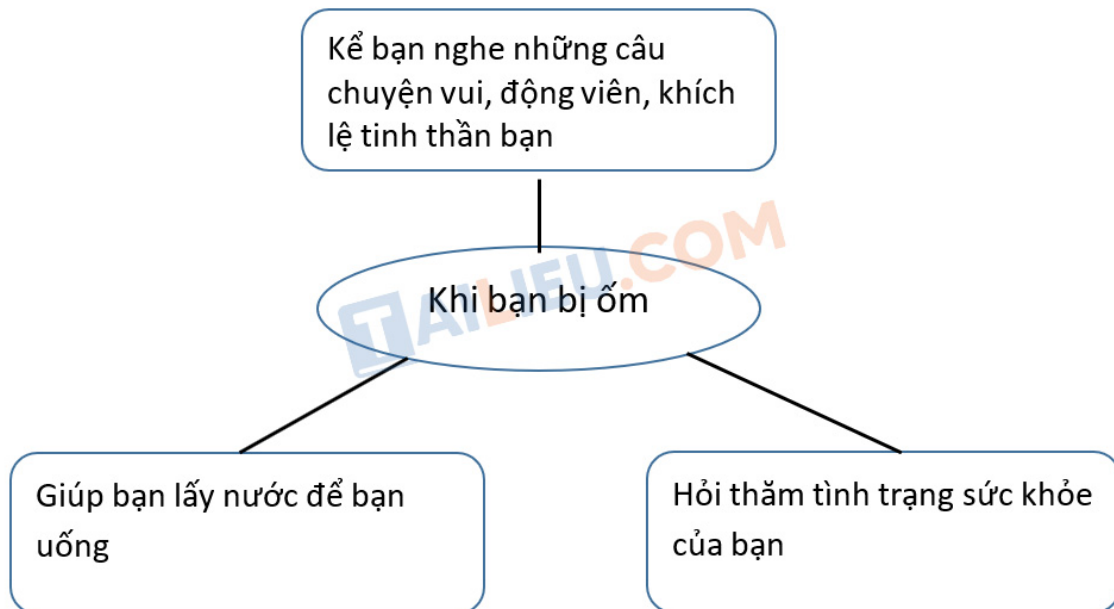 Kể bạn nghe những câu
chuyện vui, động viên, khích
lệ tinh thần bạn
TAILIEU.COM
Khi bạn bị ốm
Giúp bạn lấy nước để bạn
uống
Hỏi thăm tình trạng sức khỏe
của bạn